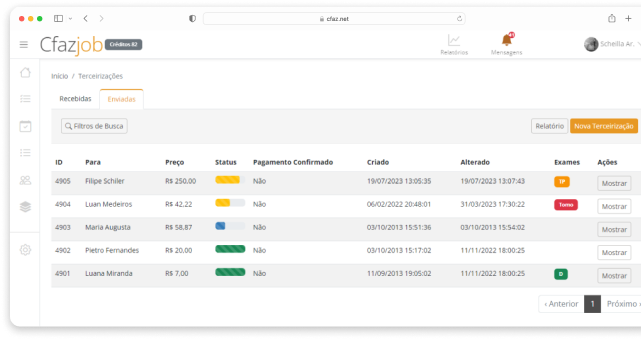 cfaz.net
Cfazjob Créditos 82
Relatórios
Mensagens
Scheilla Ar.
Início / Terceirizações
Recebidas Enviadas
Filtros de Busca Relatório Nova Terceirização
ID Para Preço Status Pagamento Confirmado Criado Alterado Exames Ações
4905 Filipe Schiler R$ 250,00 Não 19/07/2023 13:05:35 19/07/2023 13:07:43 TP Mostrar
4904 Luan Medeiros R$ 42,22 Não 06/02/2022 20:48:01 31/03/2023 17:30:22 Tomo Mostrar
4903 Maria Augusta R$ 58,87 Não 03/10/2013 15:51:36 03/10/2013 15:54:02 Mostrar
4902 Pietro Fernandes R$ 20,00 Não 03/10/2013 15:17:02 11/11/2022 18:00:25 Mostrar
4901 Luana Miranda R$ 7,00 Não 11/09/2013 19:05:02 11/11/2022 18:00:25 D Mostrar
‹ Anterior 1 Próximo ›